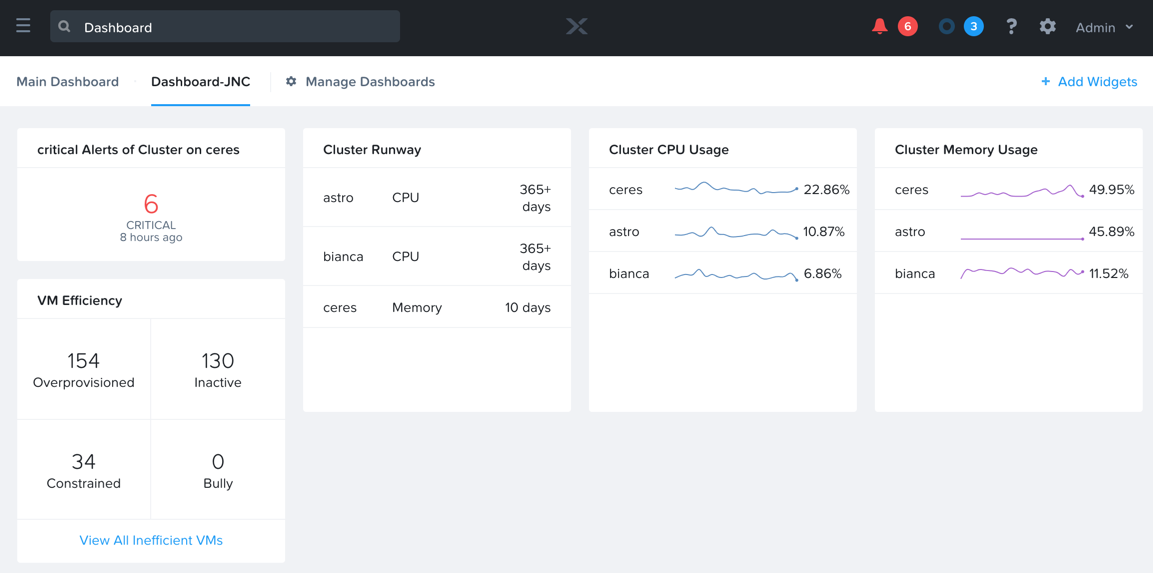 Dashboard
6
3
?
Admin
Main Dashboard
Dashboard-JNC
Manage Dashboards
+ Add Widgets
critical Alerts of Cluster on ceres
6
CRITICAL
8 hours ago
VM Efficiency
154
Overprovisioned
130
Inactive
34
Constrained
0
Bully
View All Inefficient VMs
Cluster Runway
astro CPU 365+
days
bianca CPU 365+
days
ceres Memory 10 days
Cluster CPU Usage
ceres 22.86%
astro 10.87%
bianca 6.86%
Cluster Memory Usage
ceres 49.95%
astro 45.89%
bianca 11.52%